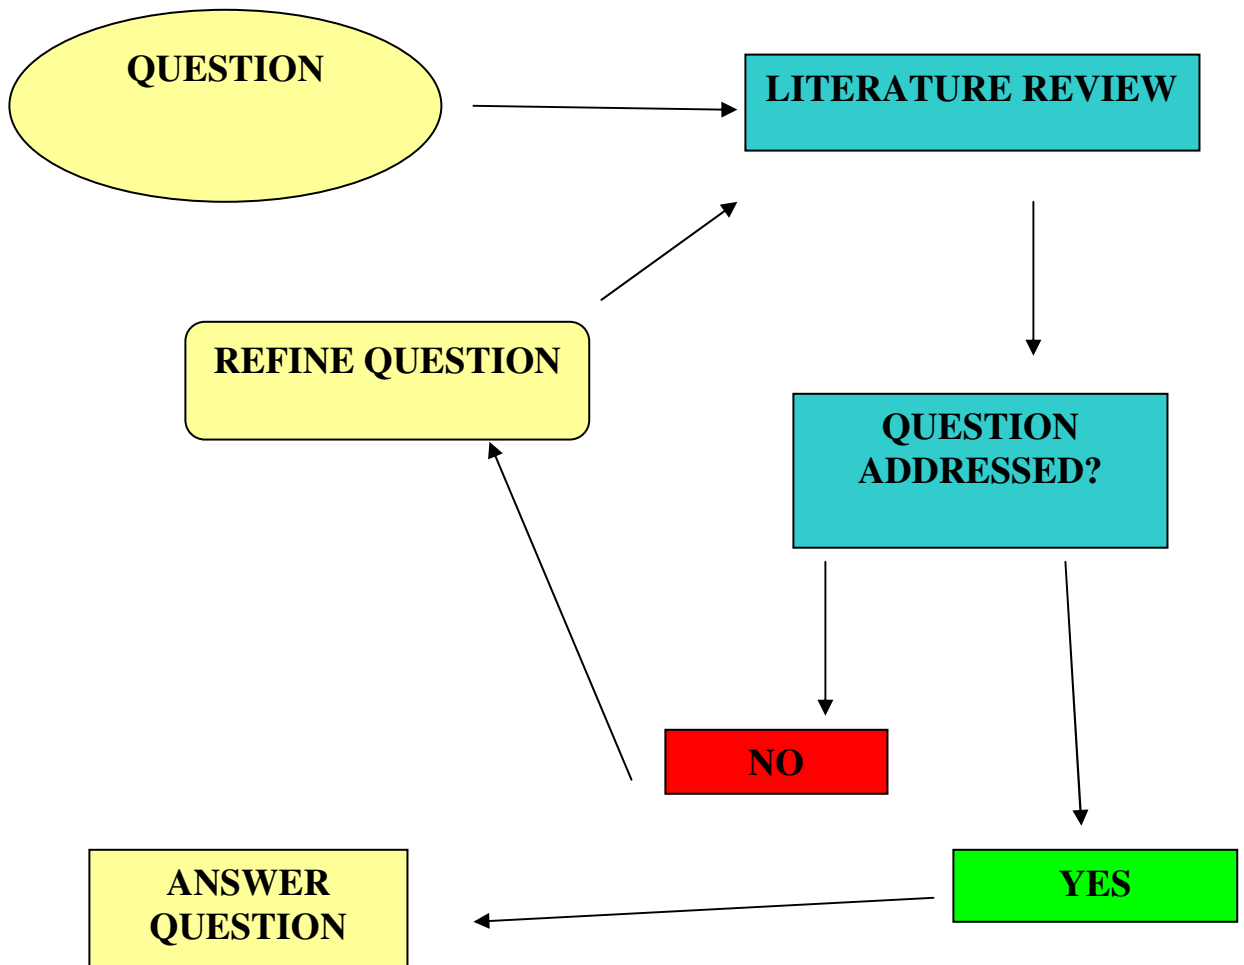 QUESTION
LITERATURE REVIEW
REFINE QUESTION
QUESTION
ADDRESSED?
NO
YES
ANSWER
QUESTION